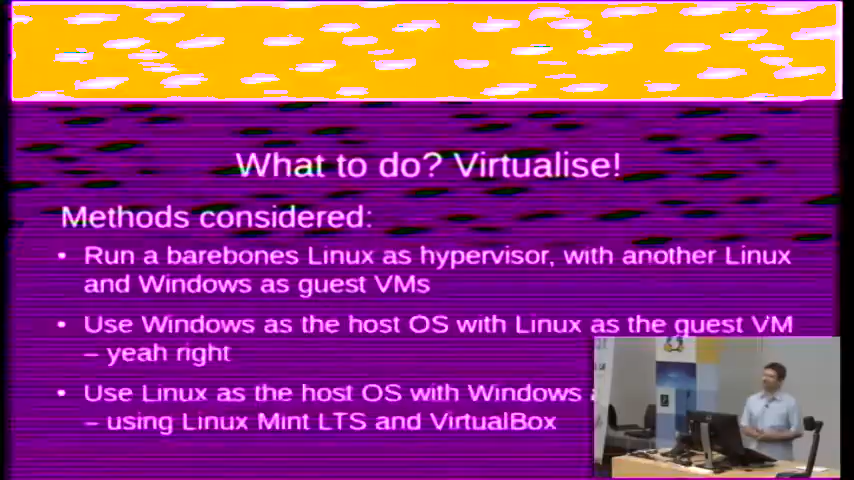 What to do? Virtualise!
Methods considered:
• Run a barebones Linux as hypervisor, with another Linux
and Windows as guest VMs
• Use Windows as the host OS with Linux as the guest VM
– yeah right
• Use Linux as the host OS with Windows
– using Linux Mint LTS and VirtualBox